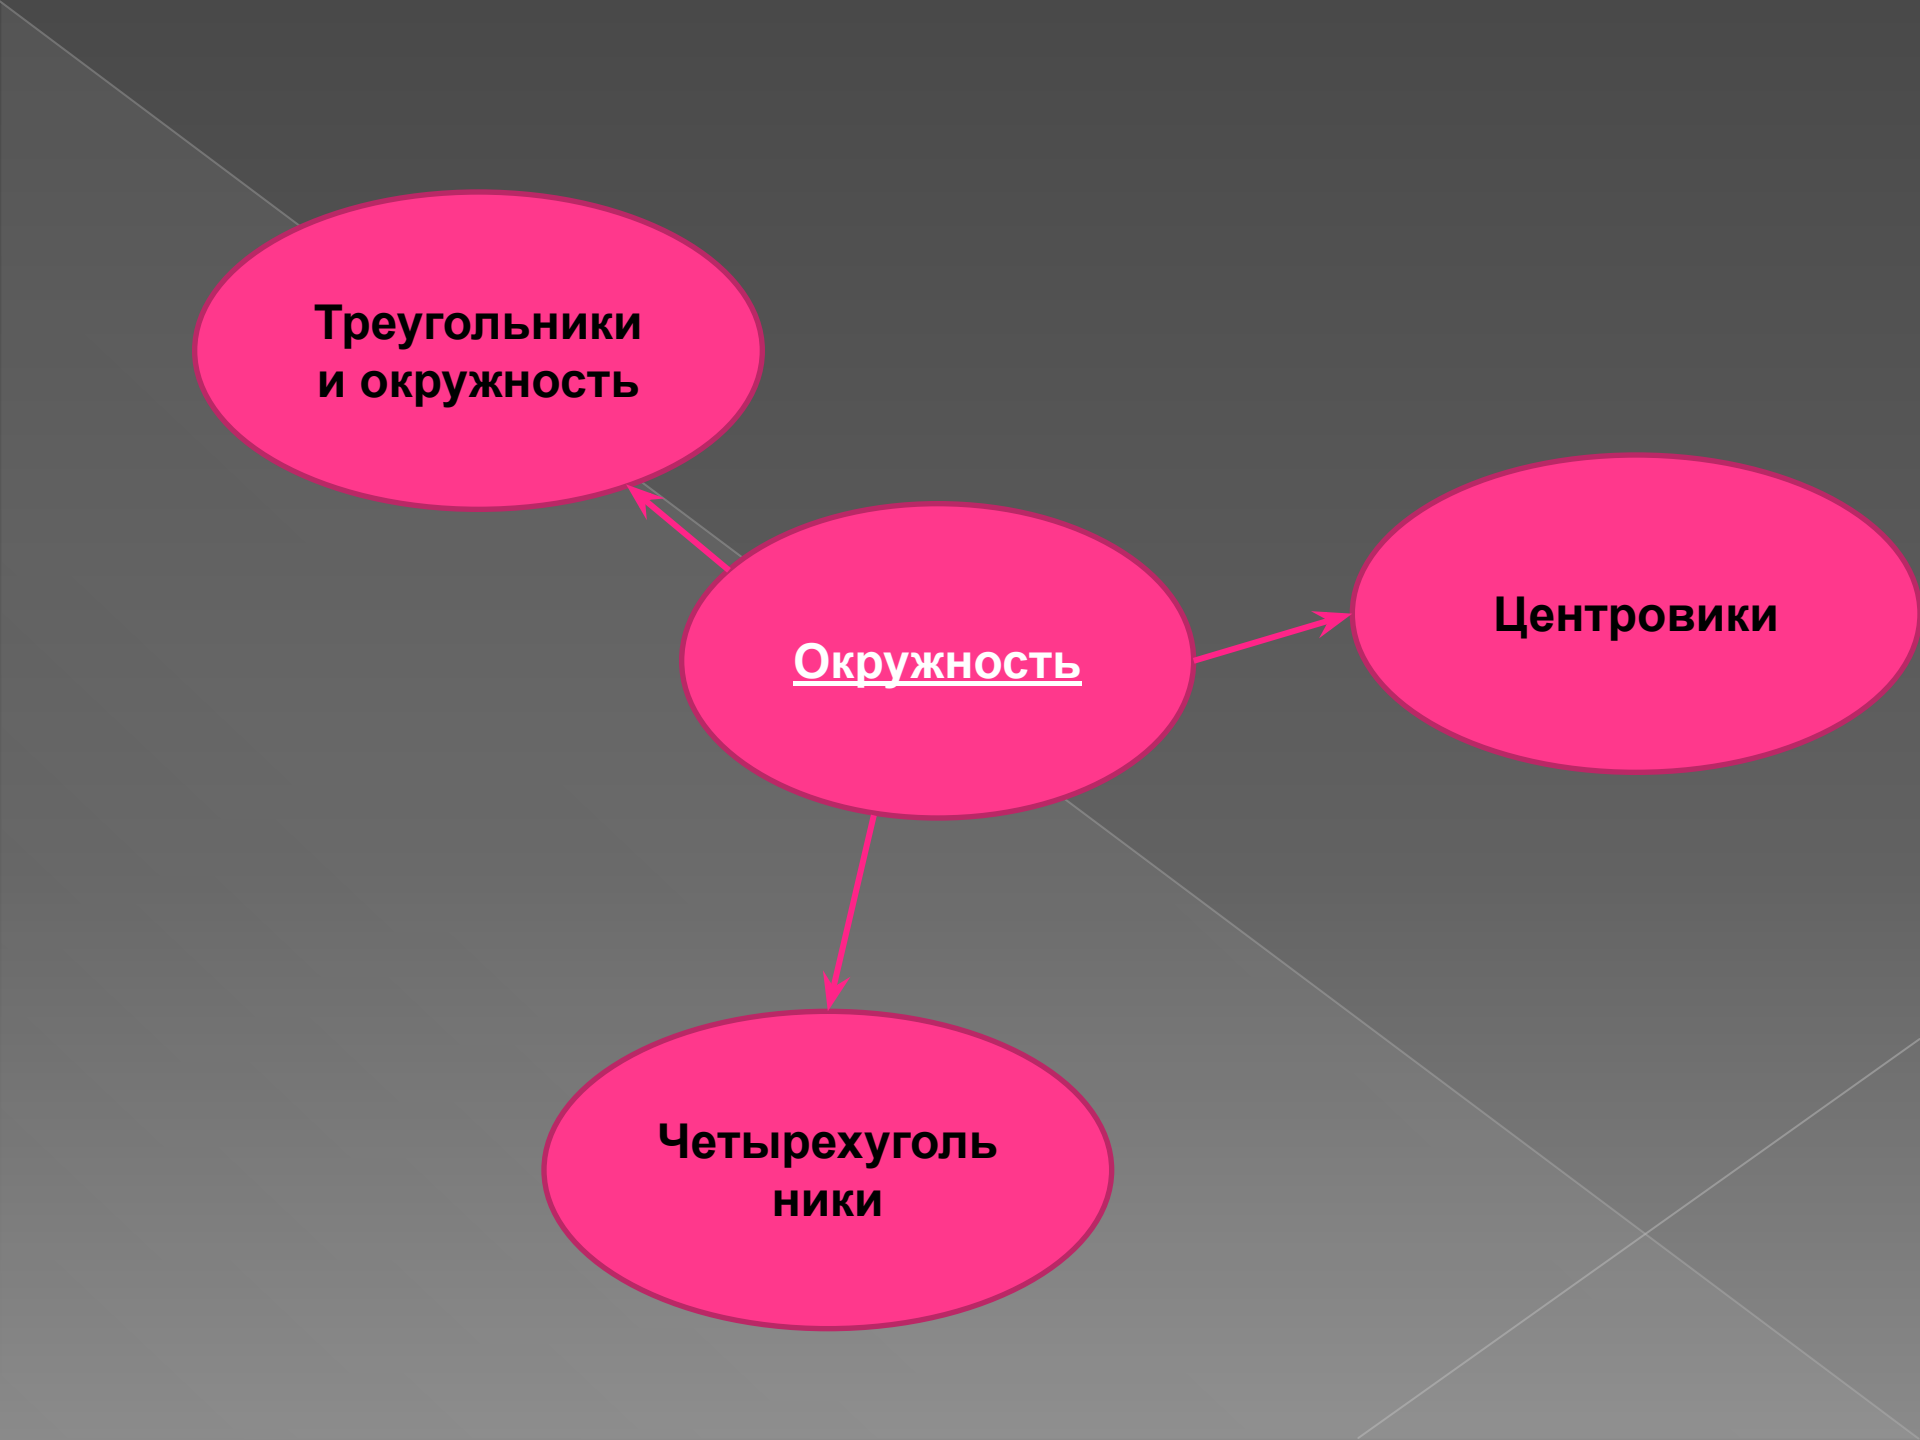 Треугольники
и окружность
Центровики
Окружность
Четырехуголь
ники